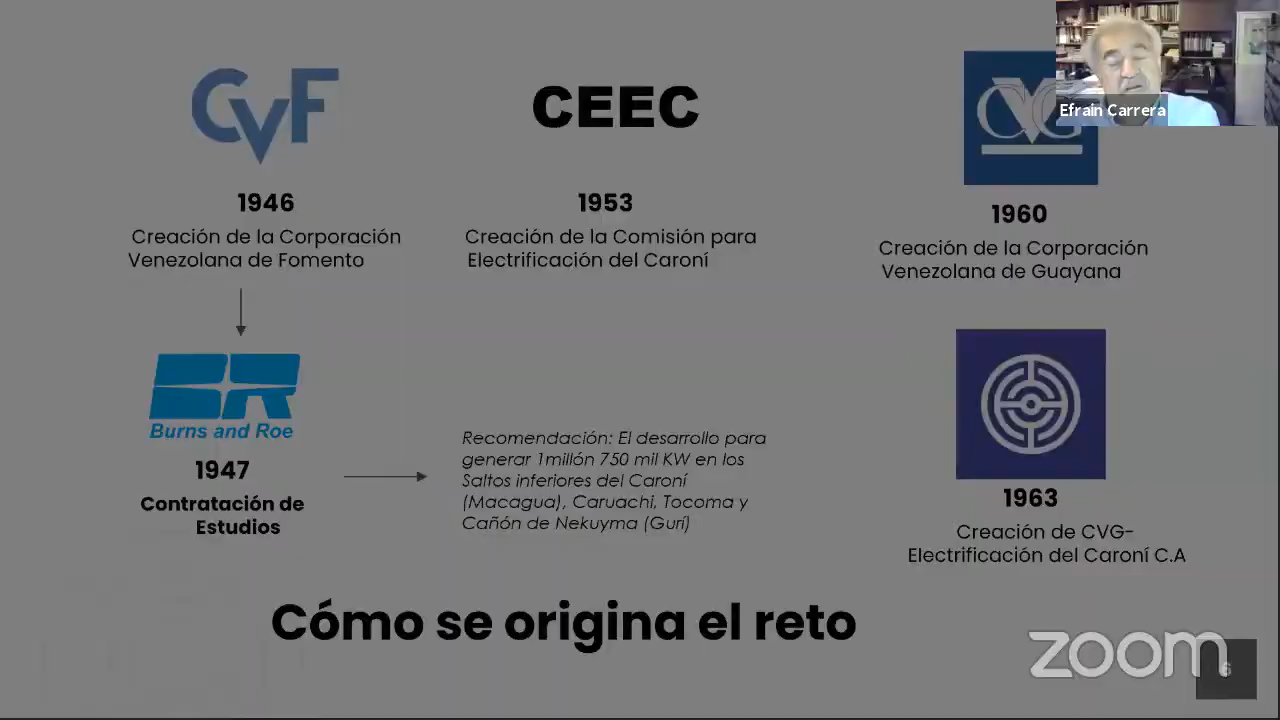 CVF
1946
Creación de la Corporación
Venezolana de Fomento
BR
Burns and Roe
1947
Contratación de
Estudios
CEEC
1953
Creación de la Comisión para
Electrificación del Caroní
Recomendación: El desarrollo para
generar 1millón 750 mil KW en los
Saltos inferiores del Caroní
(Macagua), Caruachi, Tocoma y
Cañón de Nekuyma (Guri)
CVG
Efrain Carrera
1960
Creación de la Corporación
Venezolana de Guayana
1963
Creación de CVG-
Electrificación del Caroní C.A
Cómo se origina el reto
zoom
6